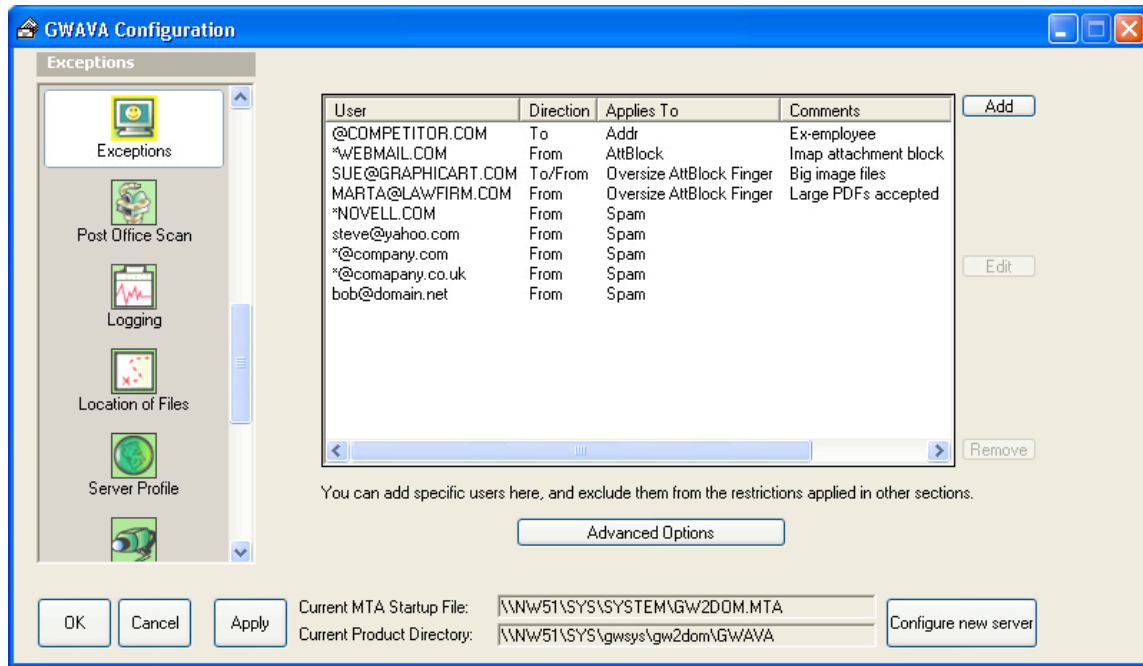 GWAVA Configuration
Exceptions
Exceptions
Post Office Scan
Logging
Location of Files
Server Profile
User Direction Applies To Comments
@COMPETITOR.COM To Addr Ex-employee
*WEBMAIL.COM From AttBlock Imap attachment block
SUE@GRAPHICART.COM To/From Oversize AttBlock Finger Big image files
MARTA@LAWFIRM.COM From Oversize AttBlock Finger Large PDFs accepted
*NOVELL.COM From Spam
steve@yahoo.com From Spam
*@company.com From Spam
*@comapany.co.uk From Spam
bob@domain.net From Spam
Add
Edit
Remove
You can add specific users here, and exclude them from the restrictions applied in other sections.
Advanced Options
OK Cancel Apply
Current MTA Startup File: \\NW51\SYS\SYSTEM\GW2DOM.MTA
Current Product Directory: \\NW51\SYS\gwsys\gw2dom\GWAVA
Configure new server